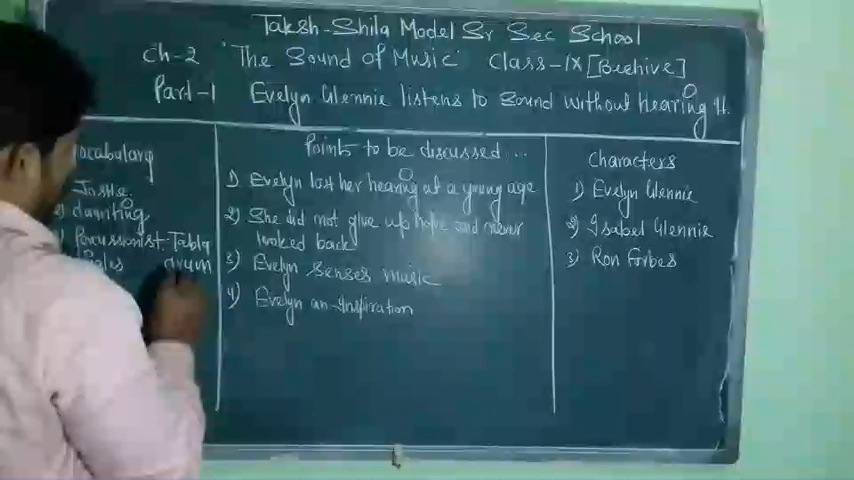 Taksh-Shila Model Sr Sec School
Ch-2 'The Sound of Music' Class-IX [Beehive]
Part-1 Evelyn Glennie listens to sound without hearing it.
Vocabulary
Jostle
daunting
Percussionist-Tabla
drum
Points to be discussed ...
1) Evelyn lost her hearing at a young age
2) She did not give up hope and never
looked back
3) Evelyn senses music
4) Evelyn an-Inspiration
Characters
1) Evelyn Glennie
2) Isabel Glennie
3) Ron Forbes